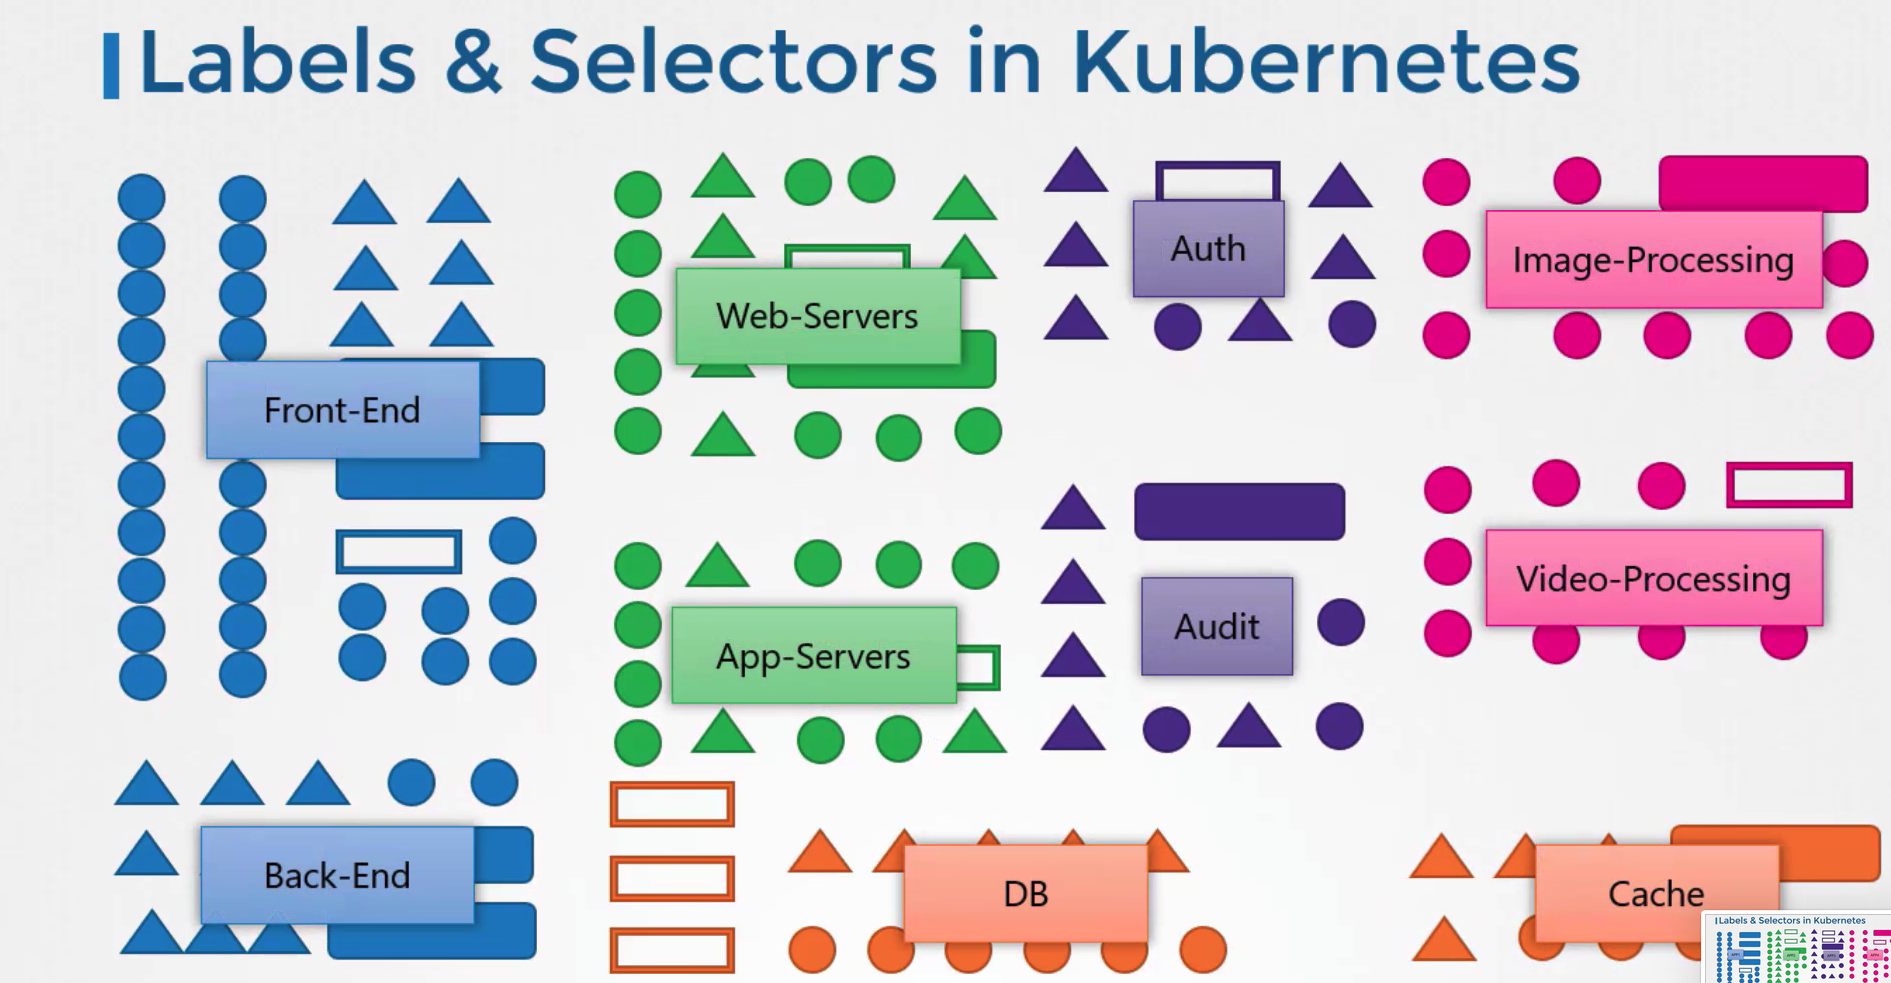 Labels & Selectors in Kubernetes
Front-End
Web-Servers
Auth
Image-Processing
App-Servers
Audit
Video-Processing
Back-End
DB
Cache
Labels & Selectors in Kubernetes